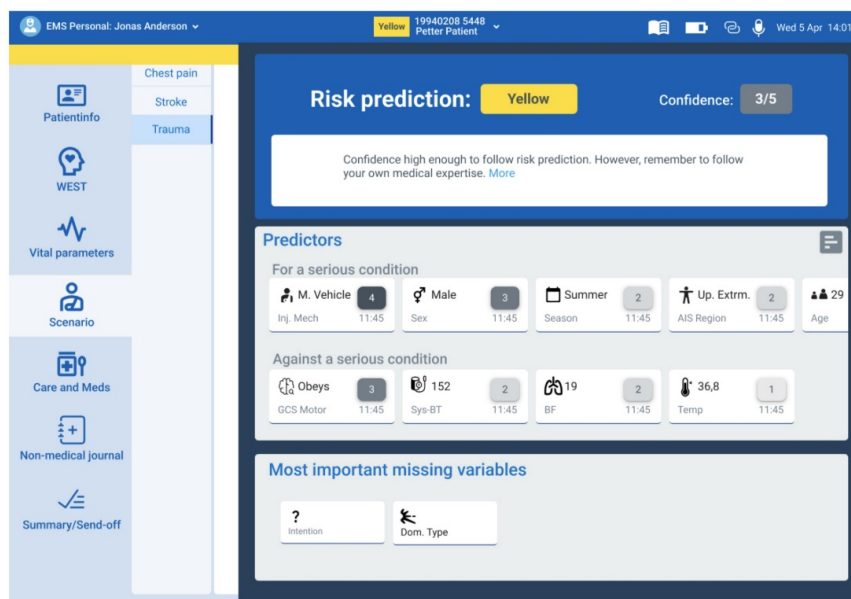 EMS Personal: Jonas Anderson
Yellow
19940208 5448
Petter Patient
Wed 5 Apr 14:01
Patientinfo
WEST
Vital parameters
Scenario
Care and Meds
Non-medical journal
Summary/Send-off
Chest pain
Stroke
Trauma
Risk prediction: Yellow
Confidence: 3/5
Confidence high enough to follow risk prediction. However, remember to follow
your own medical expertise. More
Predictors
For a serious condition
M. Vehicle 4
Inj. Mech 11:45
Male 3
Sex 11:45
Summer 2
Season 11:45
Up. Extrm. 2
AIS Region 11:45
29
Age
Against a serious condition
Obeys 3
GCS Motor 11:45
152 2
Sys-BT 11:45
19 2
BF 11:45
36,8 1
Temp 11:45
Most important missing variables
?
Intention
Dom. Type